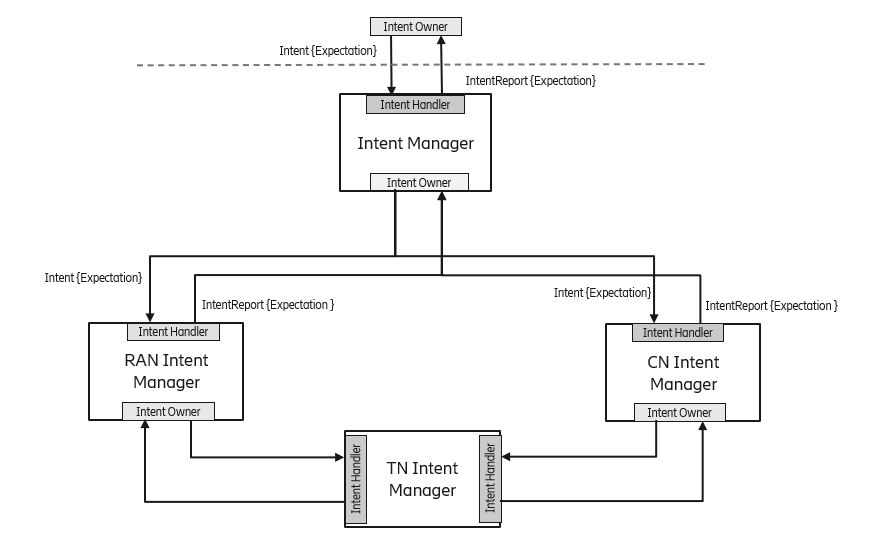 Intent Owner
Intent {Expectation}
IntentReport {Expectation}
Intent Handler
Intent Manager
Intent Owner
Intent {Expectation}
IntentReport {Expectation }
Intent {Expectation}
IntentReport {Expectation }
Intent Handler
RAN Intent
Manager
Intent Owner
Intent Handler
CN Intent
Manager
Intent Owner
Intent Handler
TN Intent
Manager
Intent Handler